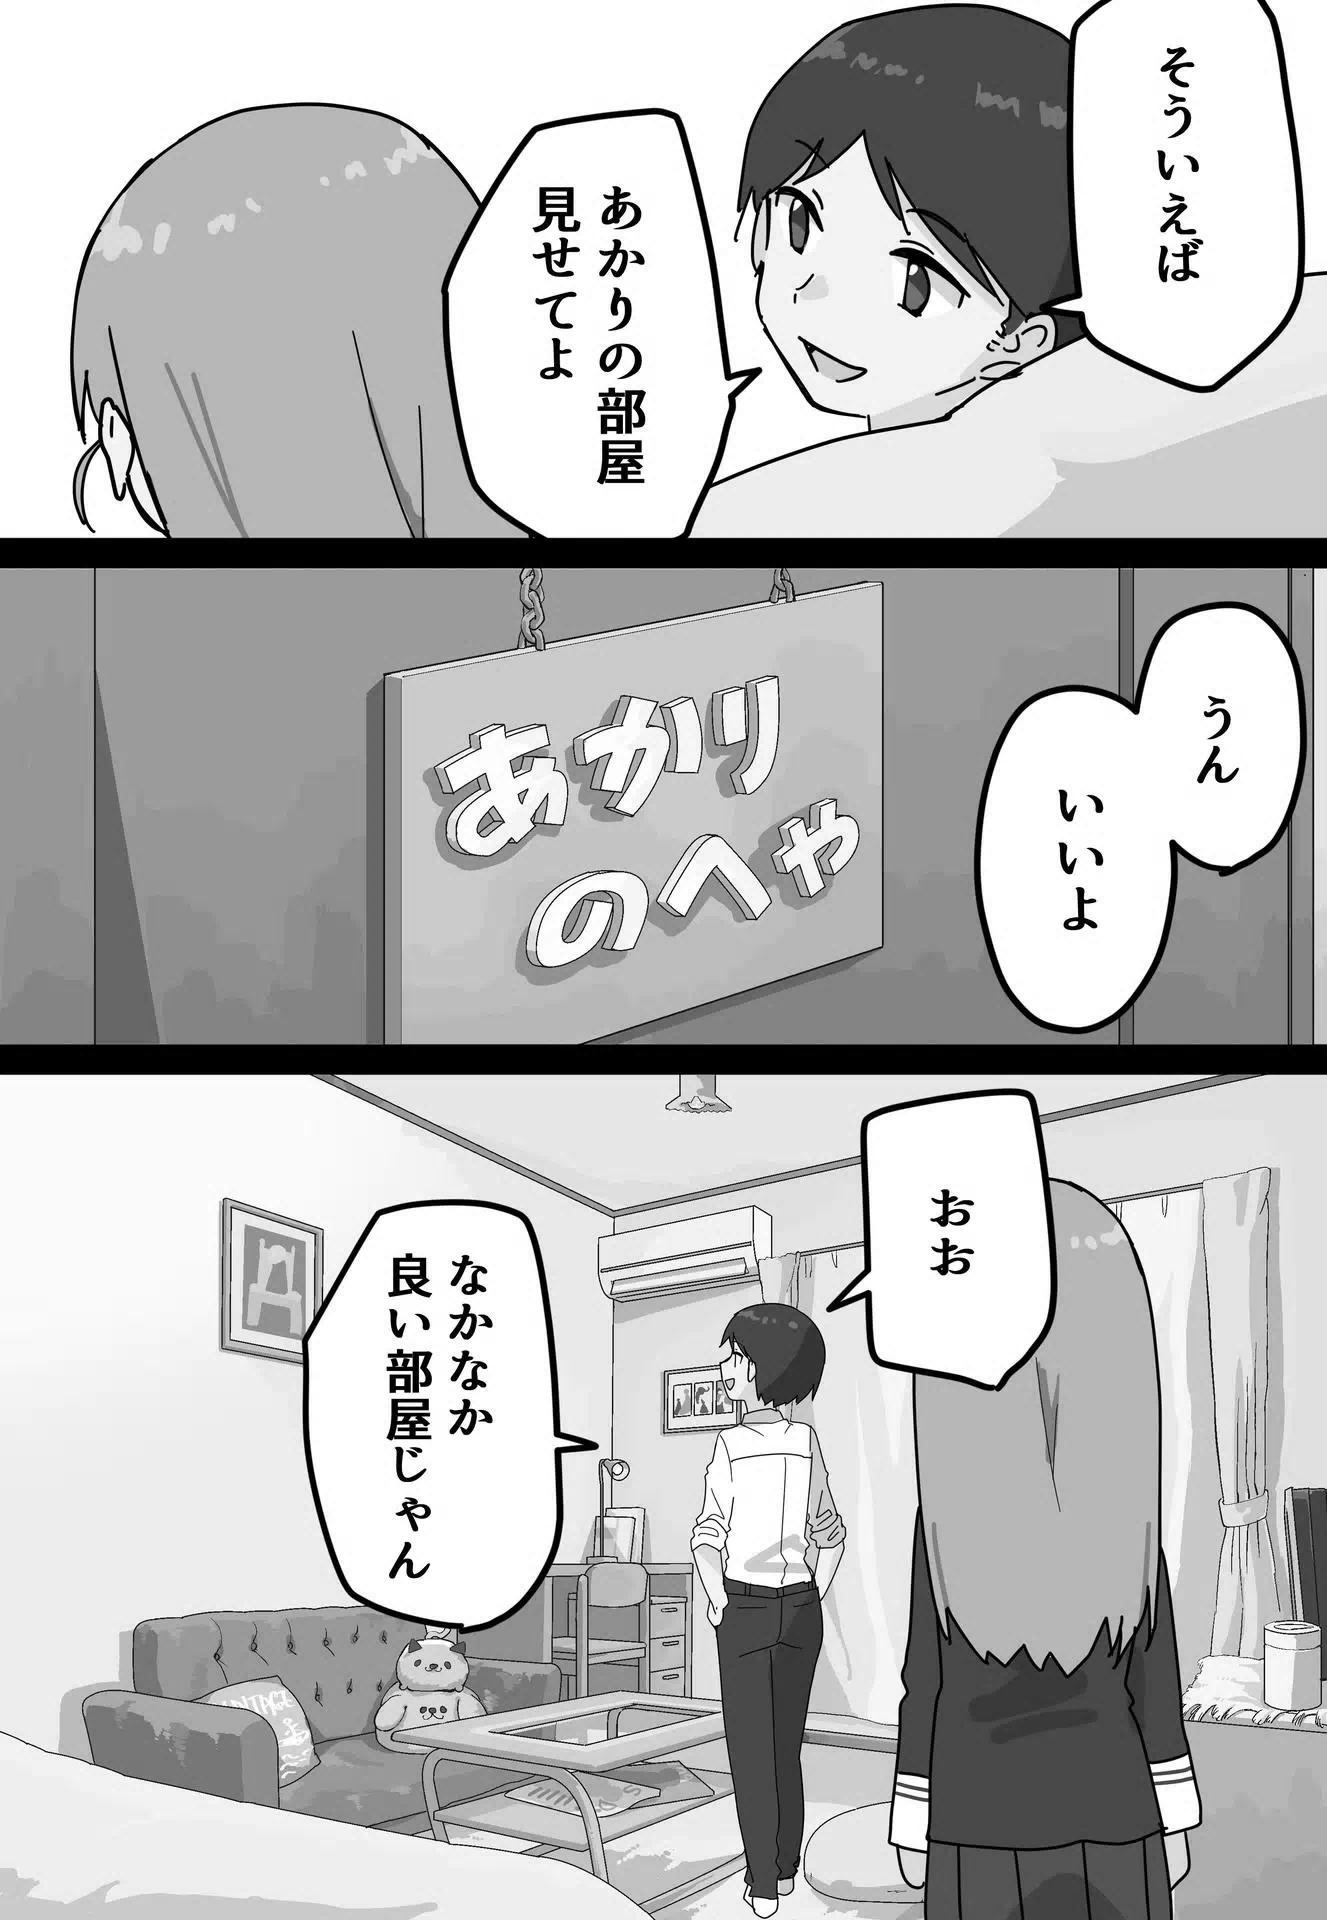 そういえば
あかりの部屋
見せてよ
うん
いいよ
あかり
のへや
おお
なかなか
良い部屋じゃん